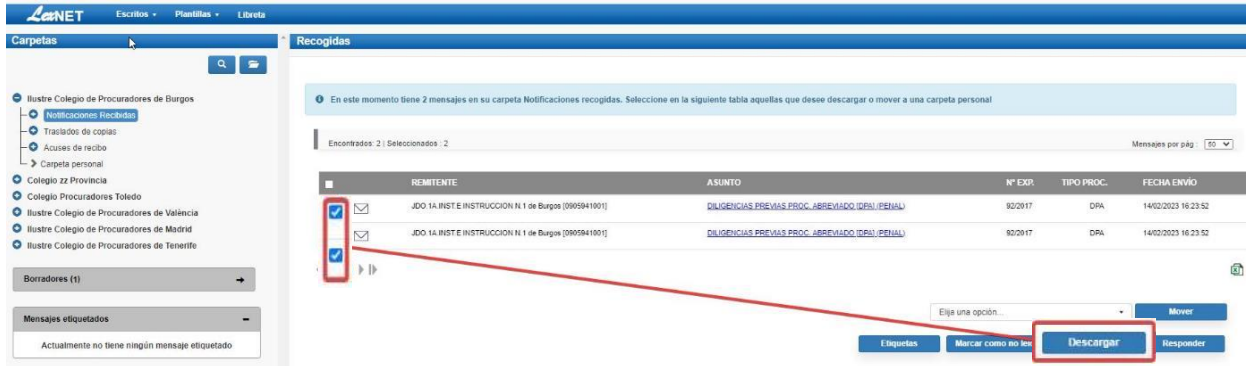 LexNET Escritos Plantillas Libreta
Carpetas
Ilustre Colegio de Procuradores de Burgos
Notificaciones Recibidas
Traslados de copias
Acuses de recibo
Carpeta personal
Colegio zz Provincia
Colegio Procuradores Toledo
Ilustre Colegio de Procuradores de València
Ilustre Colegio de Procuradores de Madrid
Ilustre Colegio de Procuradores de Tenerife
Borradores (1)
Mensajes etiquetados
Actualmente no tiene ningún mensaje etiquetado
Recogidas
En este momento tiene 2 mensajes en su carpeta Notificaciones recogidas. Seleccione en la siguiente tabla aquellas que desee descargar o mover a una carpeta personal
Encontrados: 2 | Seleccionados : 2 Mensajes por pág : 50
REMITENTE ASUNTO Nº EXP. TIPO PROC. FECHA ENVÍO
JDO.1A.INST.E INSTRUCCION N.1 de Burgos [0905941001] DILIGENCIAS PREVIAS PROC. ABREVIADO [DPA] (PENAL) 92/2017 DPA 14/02/2023 16:23:52
JDO.1A.INST.E INSTRUCCION N.1 de Burgos [0905941001] DILIGENCIAS PREVIAS PROC. ABREVIADO [DPA] (PENAL) 92/2017 DPA 14/02/2023 16:23:52
Elija una opción... Mover
Etiquetas Marcar como no Descargar Responder